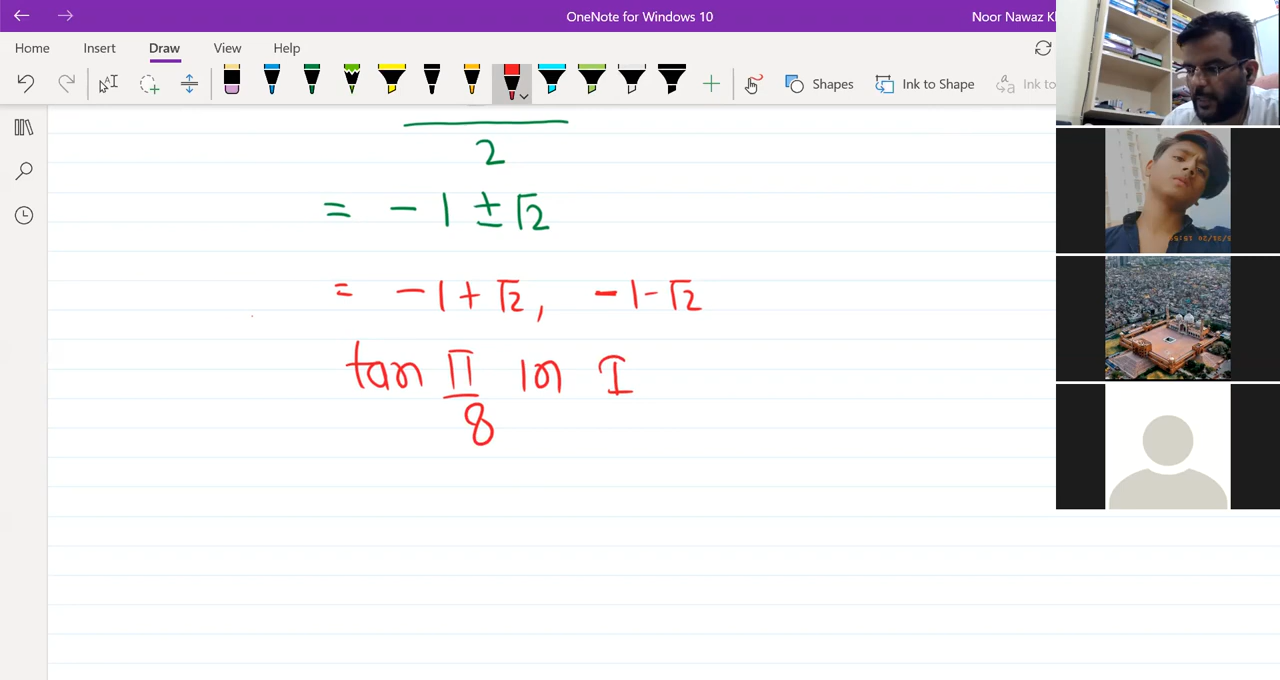 OneNote for Windows 10
Noor Nawaz
Home Insert Draw View Help
Shapes Ink to Shape Ink to
2
= - 1 ± √2
= - 1 + √2, - 1 - √2
tan π/8 in I